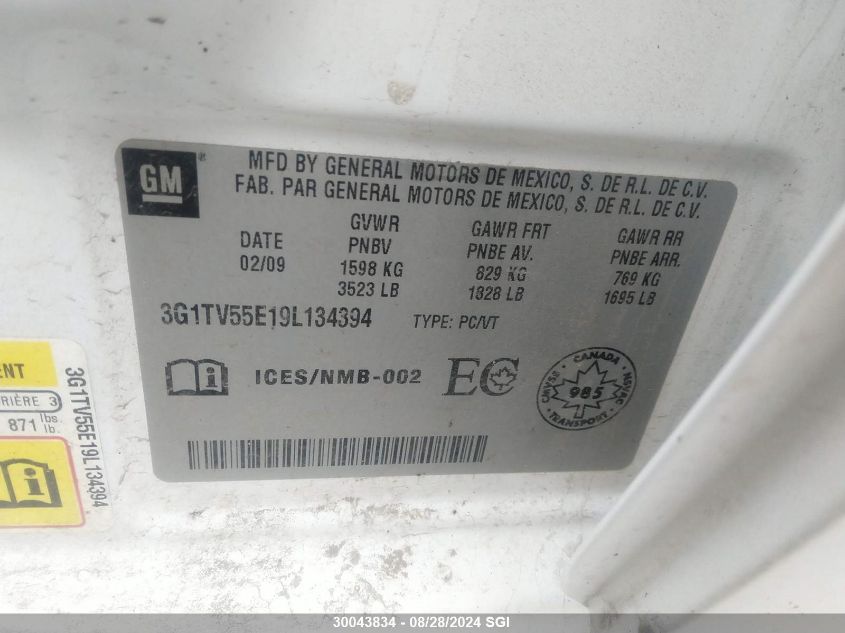 GM ®
MFD BY GENERAL MOTORS DE MEXICO, S. DE R.L. DE C.V.
FAB. PAR GENERAL MOTORS DE MEXICO, S. DE R.L. DE C.V.
DATE
02/09
GVWR
PNBV
1598 KG
3523 LB
GAWR FRT
PNBE AV.
829 KG
1828 LB
GAWR RR
PNBE ARR.
769 KG
1695 LB
3G1TV55E19L134394 TYPE: PC/VT
ICES/NMB-002 EC
CANADA
CMVSS 985 NSVAC
TRANSPORT
ENT
RIÈRE 3
871 lbs
lb.
3G1TV55E19L134394
30043834 - 08/28/2024 SGI